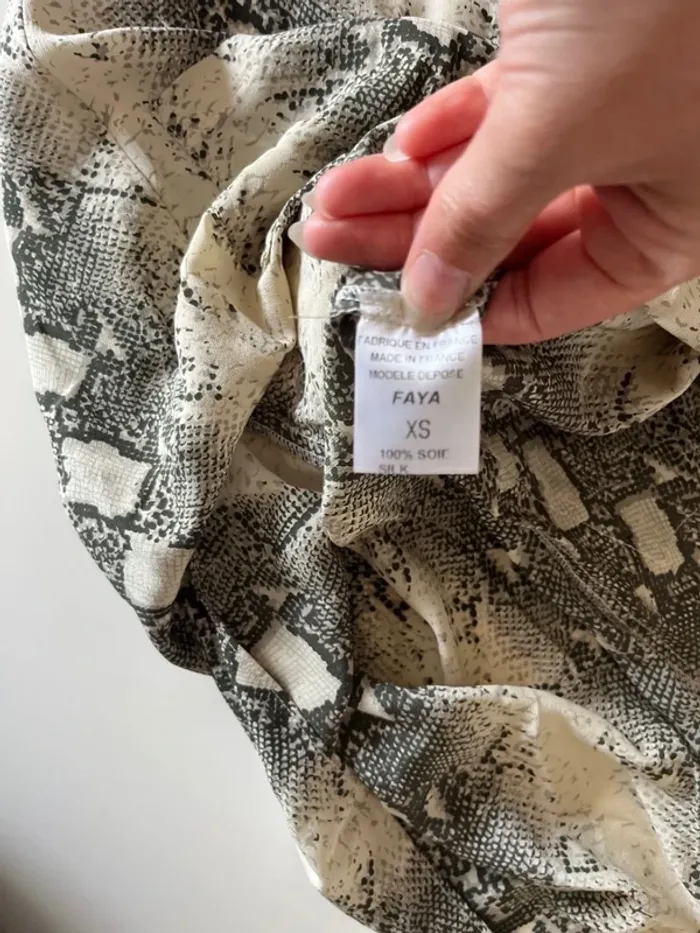 FABRIQUE EN FRANCE
MADE IN FRANCE
MODELE DEPOSE
FAYA
XS
100% SOIE
SILK